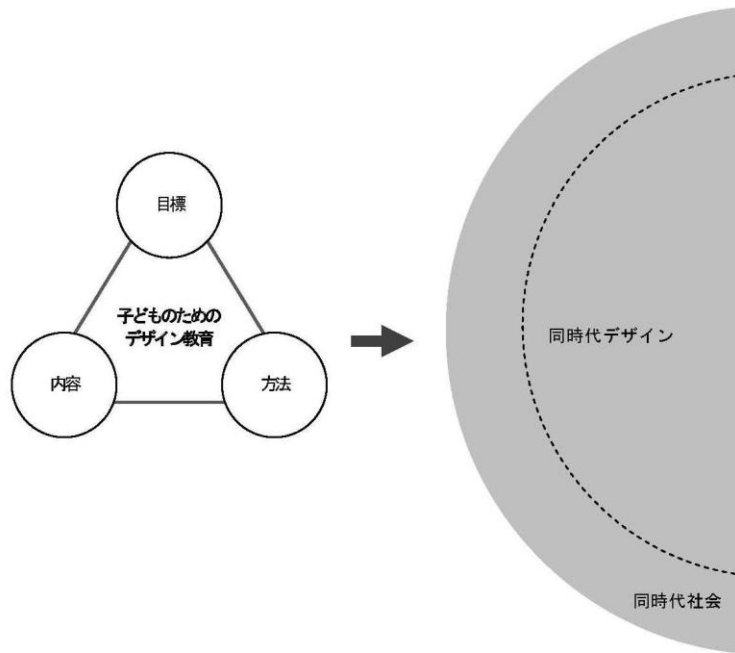 目標
子どものための
デザイン教育
内容
方法
同時代デザイン
同時代社会